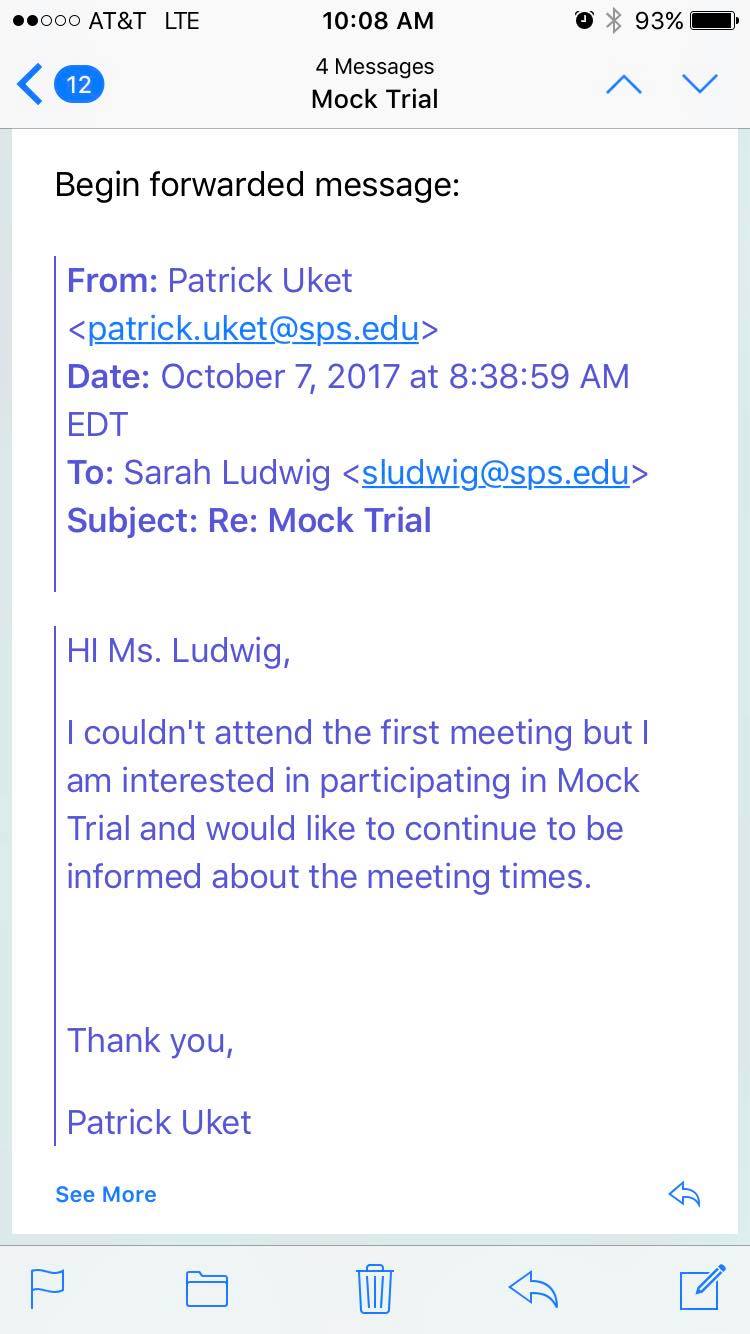 AT&T LTE 10:08 AM 93%
12 4 Messages
Mock Trial
Begin forwarded message:
From: Patrick Uket
<patrick.uket@sps.edu>
Date: October 7, 2017 at 8:38:59 AM
EDT
To: Sarah Ludwig <sludwig@sps.edu>
Subject: Re: Mock Trial
HI Ms. Ludwig,
I couldn't attend the first meeting but I
am interested in participating in Mock
Trial and would like to continue to be
informed about the meeting times.
Thank you,
Patrick Uket
See More